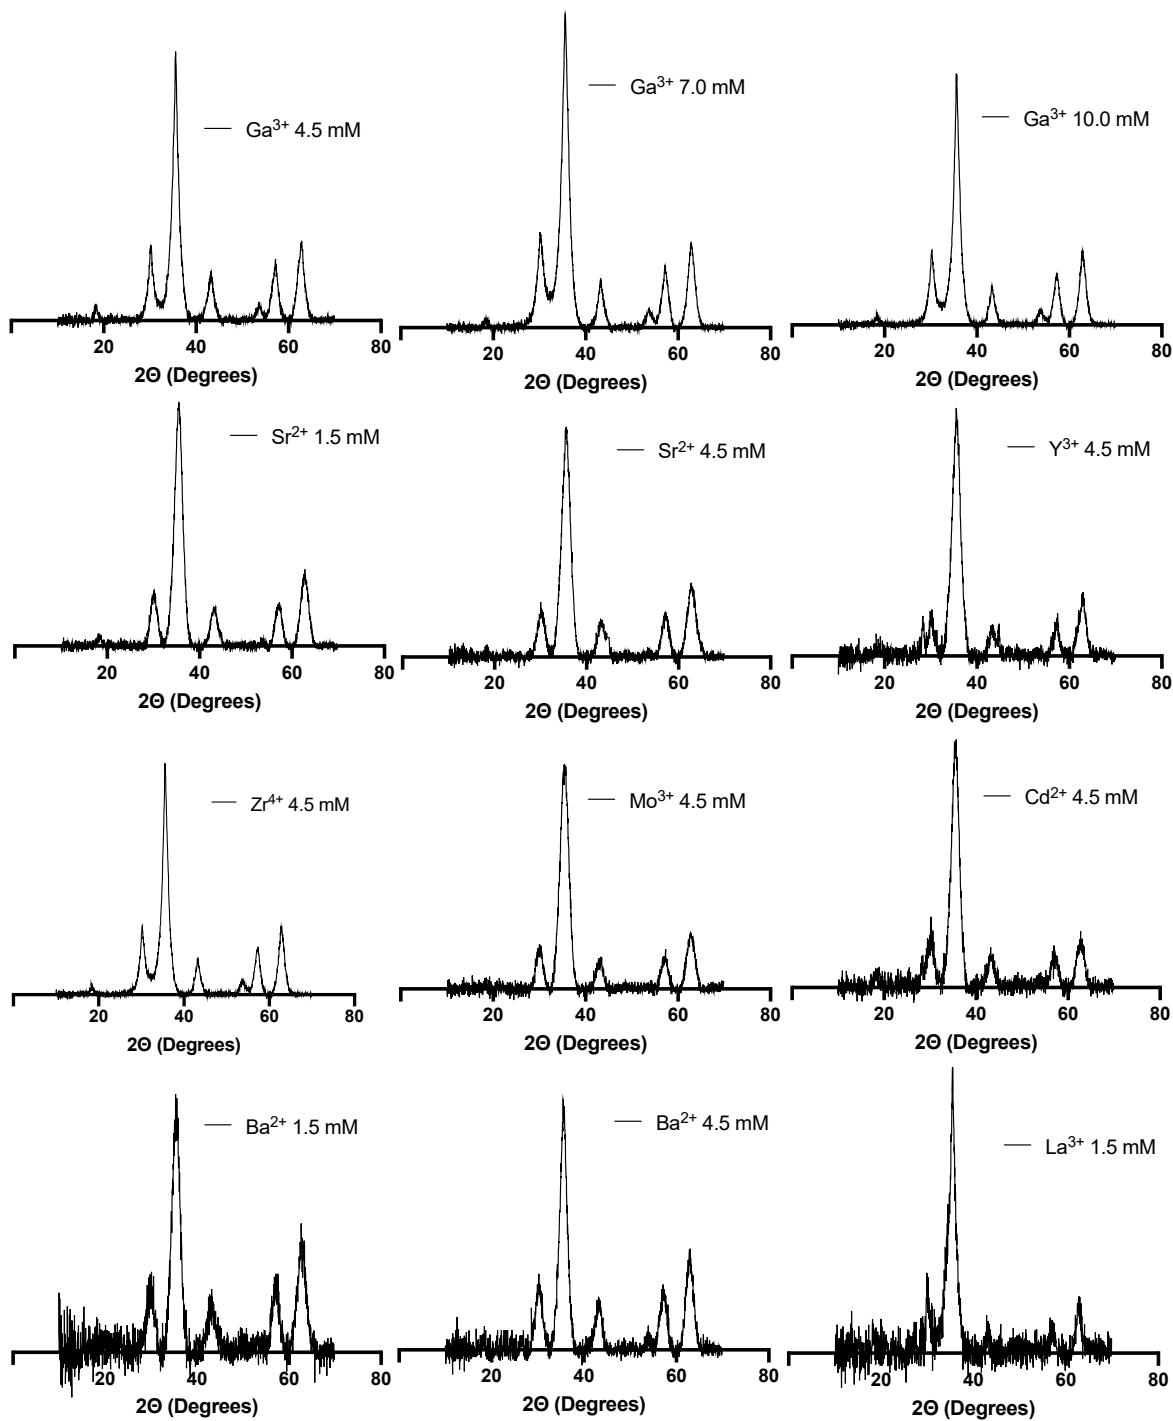 Ga³⁺ 4.5 mM
20 40 60 80
2Θ (Degrees)
Ga³⁺ 7.0 mM
20 40 60 80
2Θ (Degrees)
Ga³⁺ 10.0 mM
20 40 60 80
2Θ (Degrees)
Sr²⁺ 1.5 mM
20 40 60 80
2Θ (Degrees)
Sr²⁺ 4.5 mM
20 40 60 80
2Θ (Degrees)
Y³⁺ 4.5 mM
20 40 60 80
2Θ (Degrees)
Zr⁴⁺ 4.5 mM
20 40 60 80
2Θ (Degrees)
Mo³⁺ 4.5 mM
20 40 60 80
2Θ (Degrees)
Cd²⁺ 4.5 mM
20 40 60 80
2Θ (Degrees)
Ba²⁺ 1.5 mM
20 40 60 80
2Θ (Degrees)
Ba²⁺ 4.5 mM
20 40 60 80
2Θ (Degrees)
La³⁺ 1.5 mM
20 40 60 80
2Θ (Degrees)